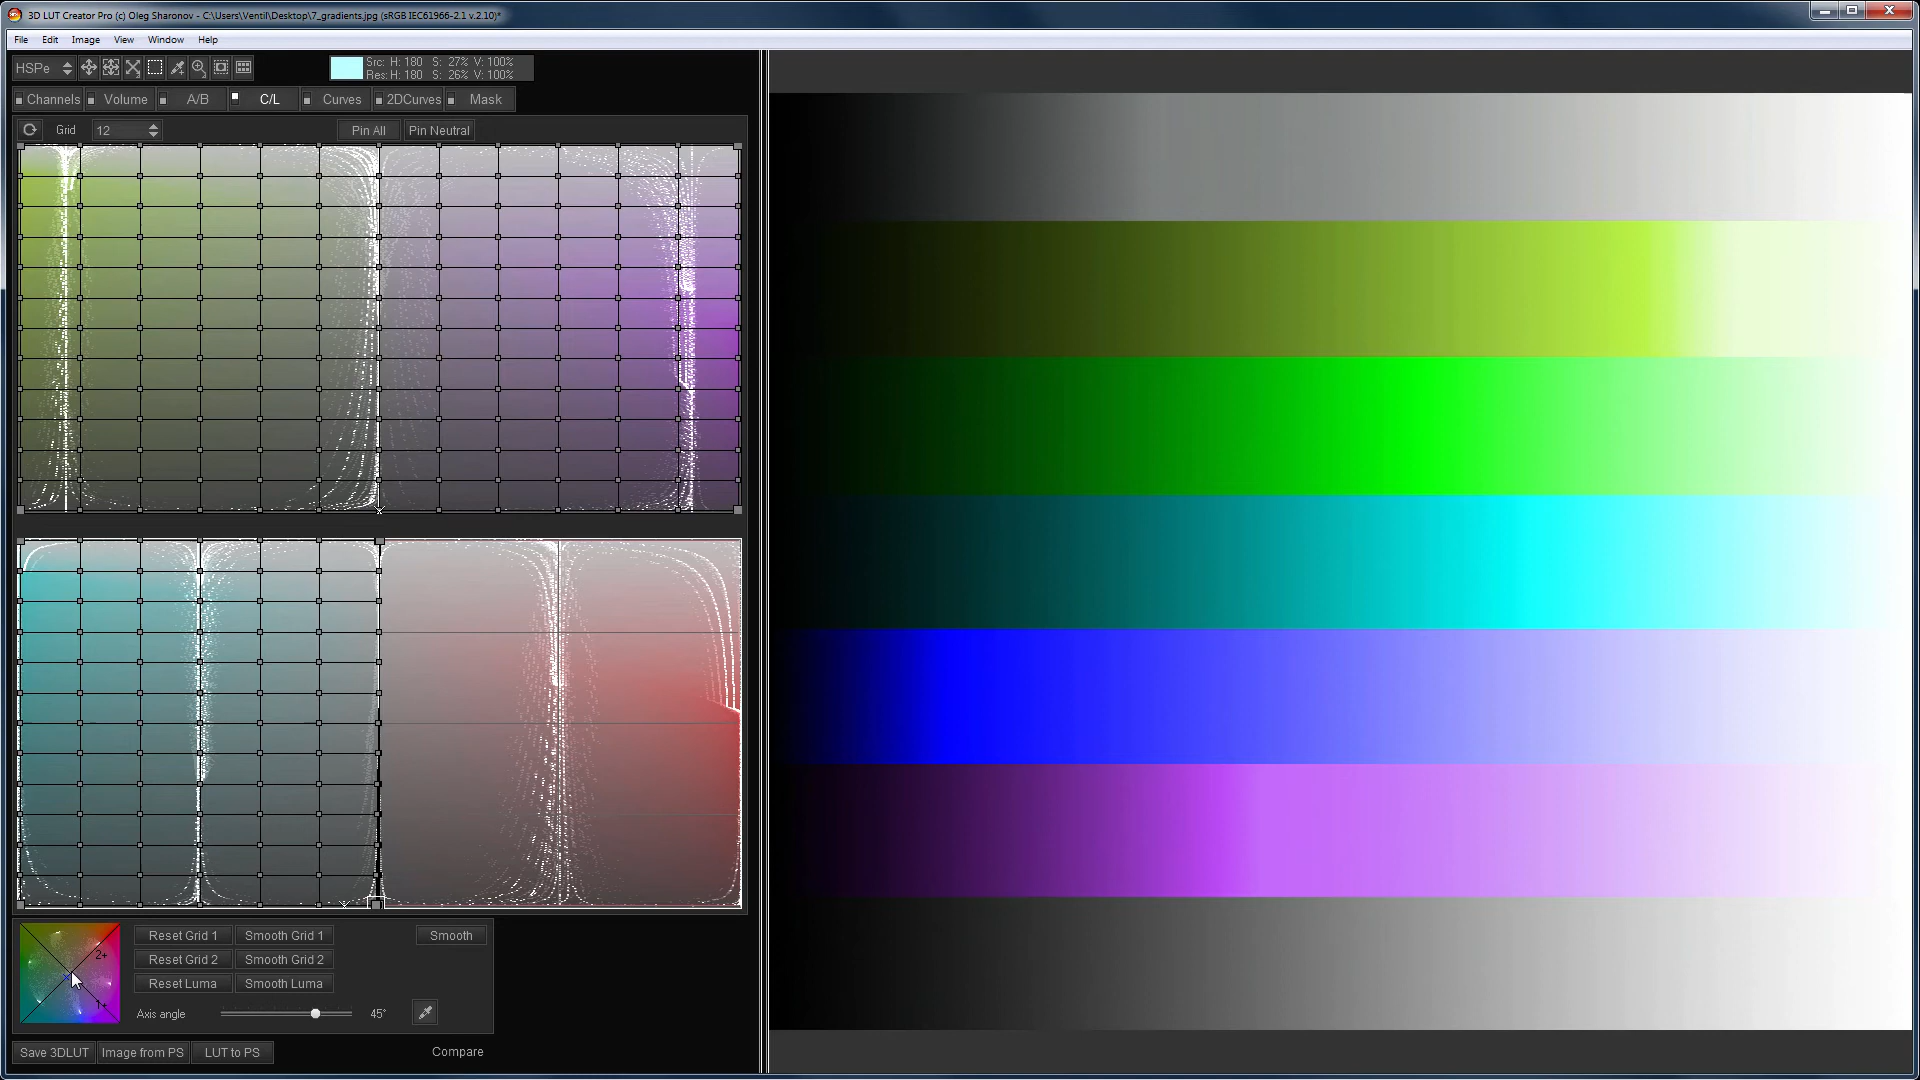 3D LUT Creator Pro (c) Oleg Sharonov - C:\Users\Ventil\Desktop\7_gradients.jpg (sRGB IEC61966-2.1 v.2.10)*
File Edit Image View Window Help
HSPe
Src: H: 180 S: 27% V: 100%
Res: H: 180 S: 26% V: 100%
Channels Volume A/B C/L Curves 2DCurves Mask
Grid 12 Pin All Pin Neutral
2+
1+
Reset Grid 1 Smooth Grid 1 Smooth
Reset Grid 2 Smooth Grid 2
Reset Luma Smooth Luma
Axis angle 45°
Save 3DLUT Image from PS LUT to PS Compare